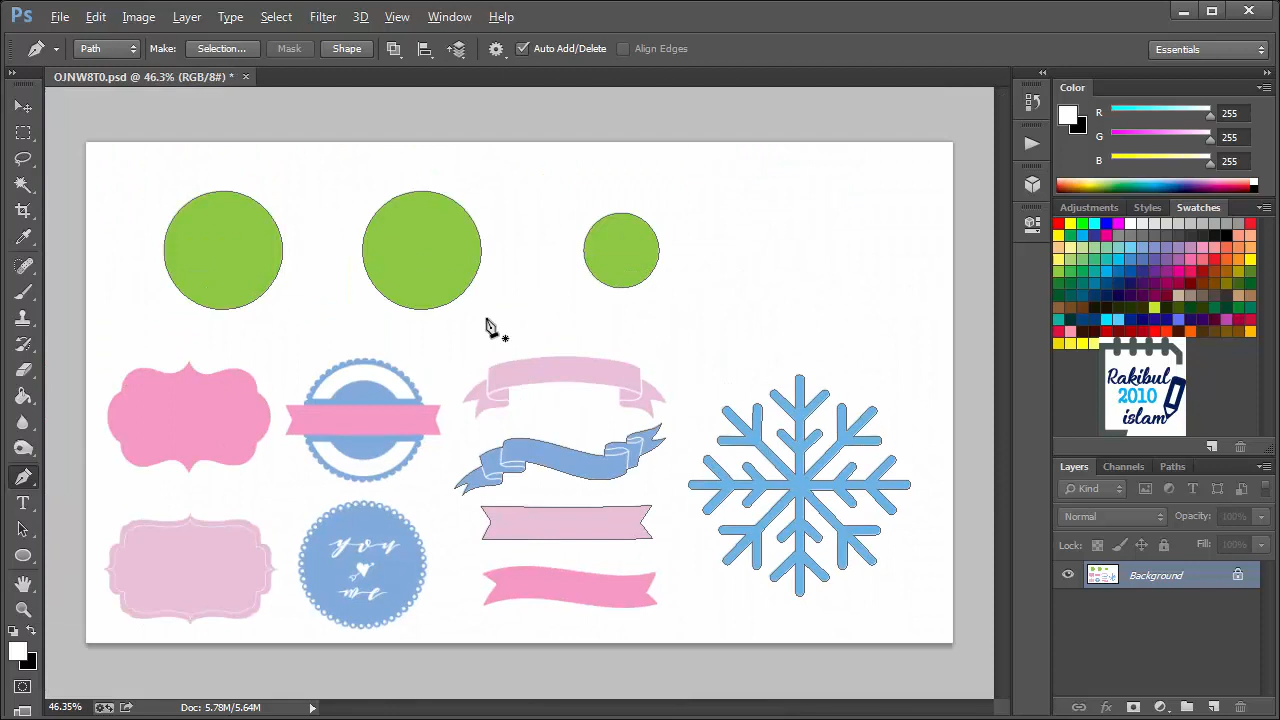 Ps File Edit Image Layer Type Select Filter 3D View Window Help
Path Make: Selection... Mask Shape Auto Add/Delete Align Edges Essentials
OJNW8T0.psd @ 46.3% (RGB/8#) * ×
Color
R 255
G 255
B 255
Adjustments Styles Swatches
Rakibul
2010
islam
you
me
Layers Channels Paths
Kind
Normal Opacity: 100%
Lock: Fill: 100%
Background
46.35% Doc: 5.78M/5.64M